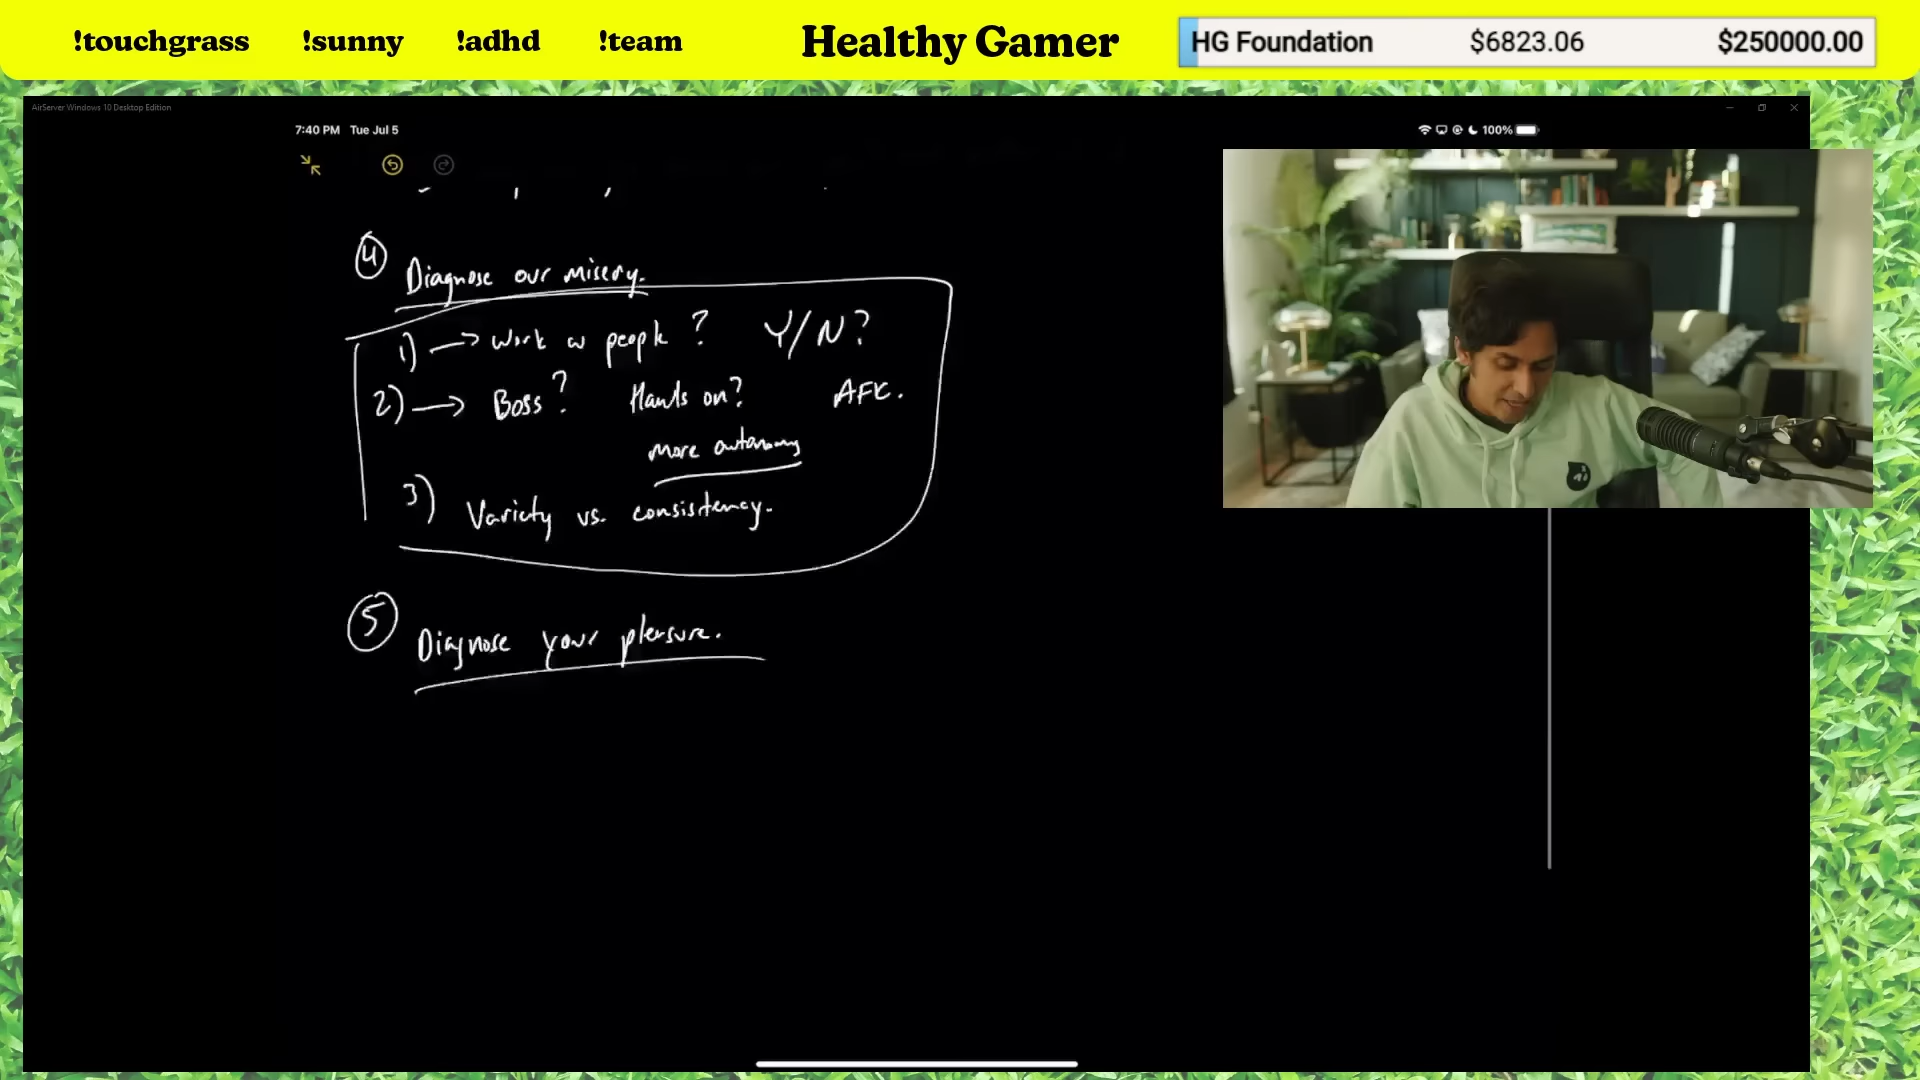 !touchgrass !sunny !adhd !team Healthy Gamer HG Foundation $6823.06 $250000.00
AirServer Windows 10 Desktop Edition
7:40 PM Tue Jul 5 100%
4 Diagnose our misery.
1) → work w people ? Y/N?
2) → Boss? Hands on? AFK.
more autonomy
3) Variety vs. consistency.
5 Diagnose your pleasure.